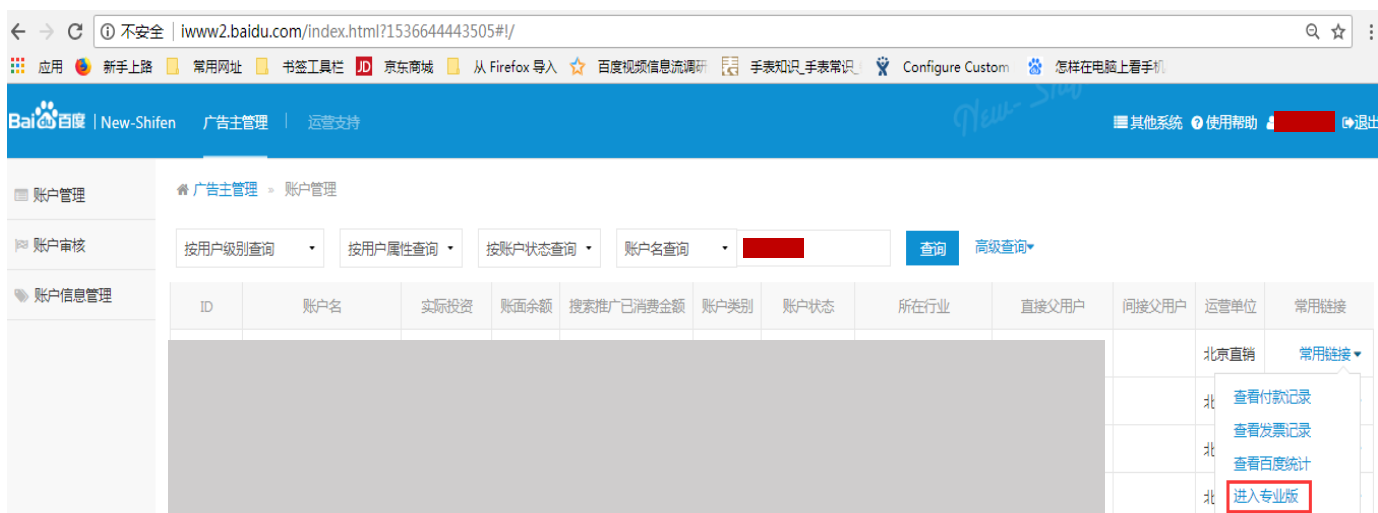 不安全 iwww2.baidu.com/index.html?1536644443505#!/
应用 新手上路 常用网址 书签工具栏 JD 京东商城 从 Firefox 导入 百度视频信息流调研 手表知识_手表常识_ Configure Custom 怎样在电脑上看手机
Bai百度 | New-Shifen 广告主管理 运营支持 New- Shif 其他系统 使用帮助 退出
账户管理
账户审核
账户信息管理
广告主管理 » 账户管理
按用户级别查询 按用户属性查询 按账户状态查询 账户名查询 查询 高级查询
ID 账户名 实际投资 账面余额 搜索推广已消费金额 账户类别 账户状态 所在行业 直接父用户 间接父用户 运营单位 常用链接
北京直销 常用链接
北 查看付款记录
查看发票记录
北
查看百度统计
北 进入专业版